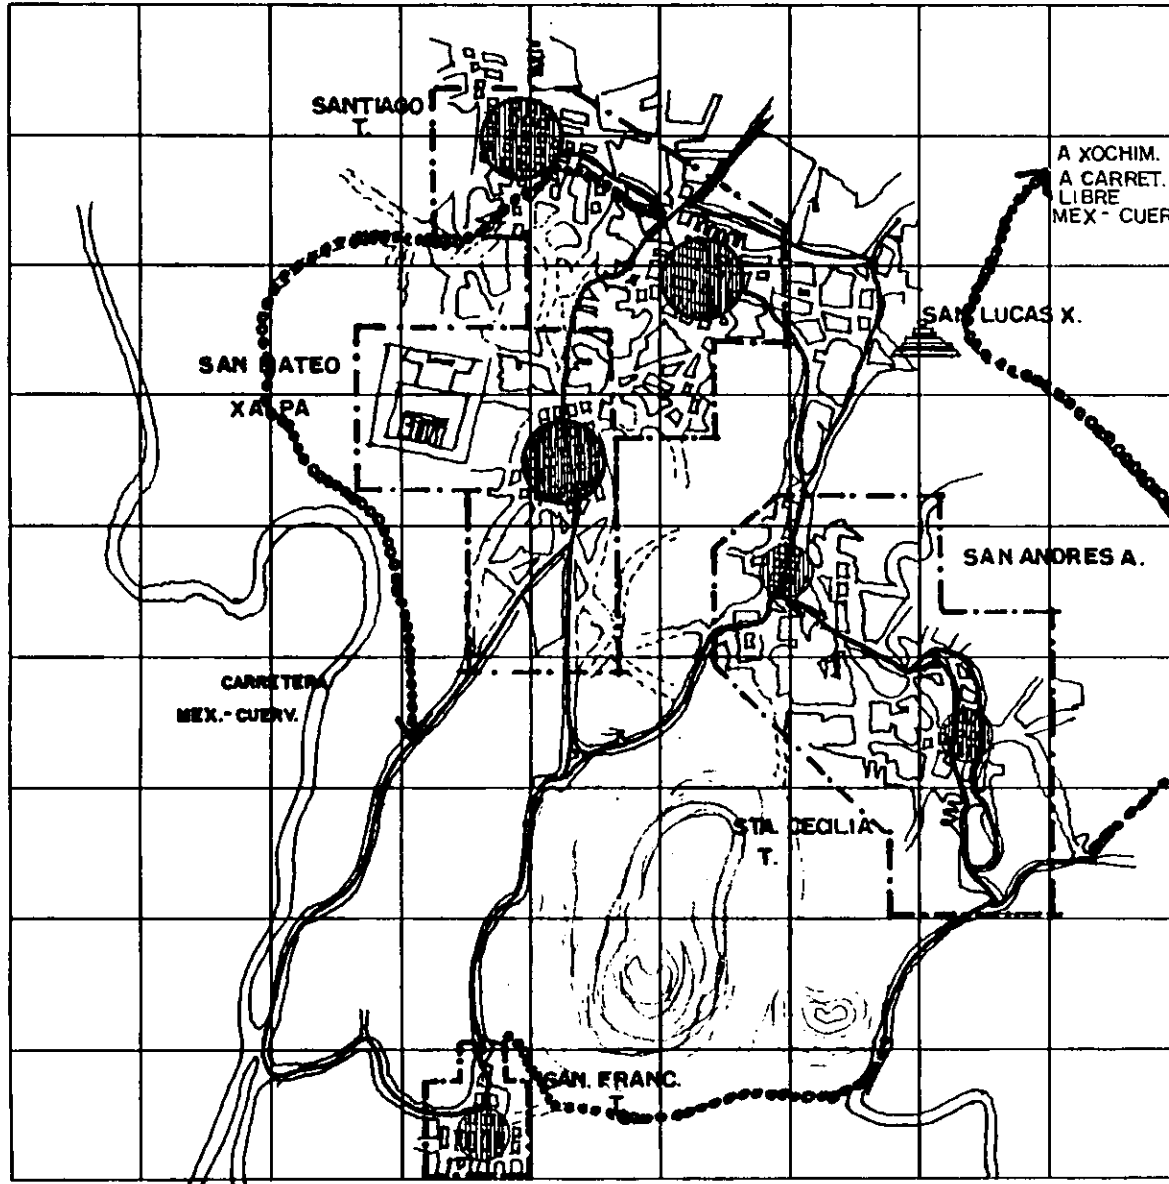 SANTIAGO
T.
A XOCHIM.
A CARRET.
LIBRE
MEX- CUER
SAN LUCAS X.
SAN MATEO
XALPA
SAN ANDRES A.
CARRETERA
MEX.-CUERV.
STA. CECILIA
T.
SAN. FRANC.
T.